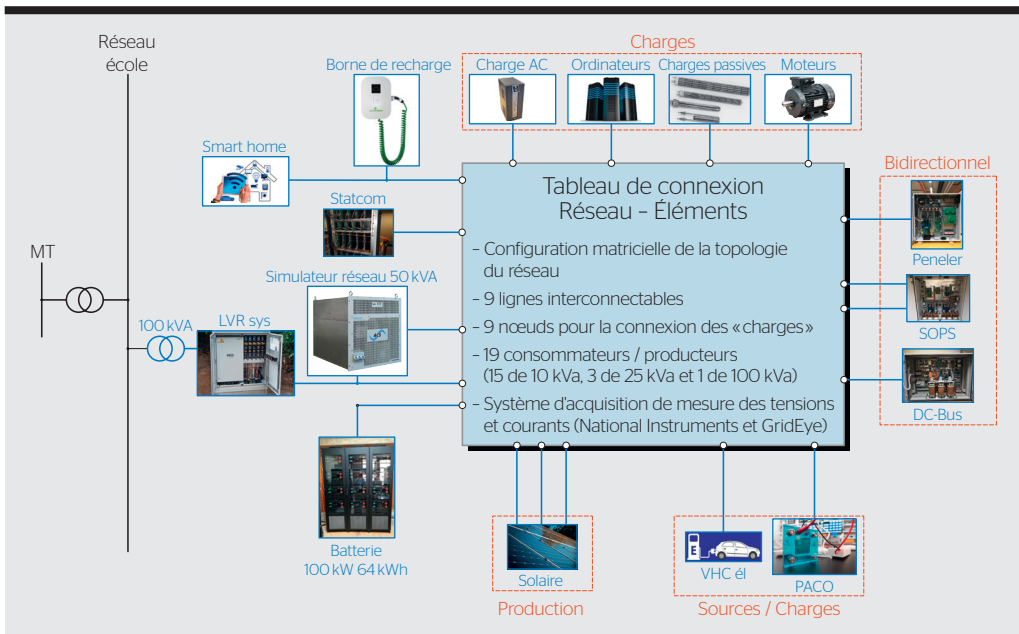 Réseau
école
Charges
Borne de recharge
Charge AC
Ordinateurs
Charges passives
Moteurs
Smart home
Bidirectionnel
Tableau de connexion
Réseau – Éléments
Statcom
– Configuration matricielle de la topologie
du réseau
Peneler
MT
Simulateur réseau 50 kVA
– 9 lignes interconnectables
100 kVA
LVR sys
– 9 nœuds pour la connexion des «charges»
SOPS
– 19 consommateurs / producteurs
(15 de 10 kVa, 3 de 25 kVa et 1 de 100 kVa)
– Système d'acquisition de mesure des tensions
et courants (National Instruments et GridEye)
DC-Bus
Batterie
100 kW 64 kWh
Solaire
E
VHC él
PACO
Production
Sources / Charges